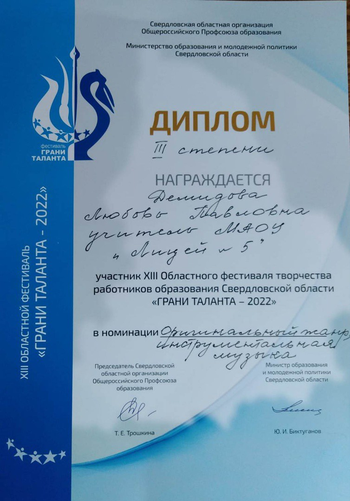 Свердловская областная организация
Общероссийского Профсоюза образования
Министерство образования и молодежной политики
Свердловской области
фестиваль
ГРАНИ
ТАЛАНТА
ДИПЛОМ
III степени
НАГРАЖДАЕТСЯ
Демидова
Любовь Павловна
учитель МАОУ
"Лицей № 5"
участник XIII Областного фестиваля творчества
работников образования Свердловской области
«ГРАНИ ТАЛАНТА – 2022»
в номинации Оригинальный жанр
инструментальная
музыка
Председатель Свердловской
областной организации
Общероссийского Профсоюза
образования
Т. Е. Трошкина
Министр образования
и молодежной политики
Свердловской области
Ю. И. Биктуганов
XIII ОБЛАСТНОЙ ФЕСТИВАЛЬ
«ГРАНИ ТАЛАНТА – 2022»